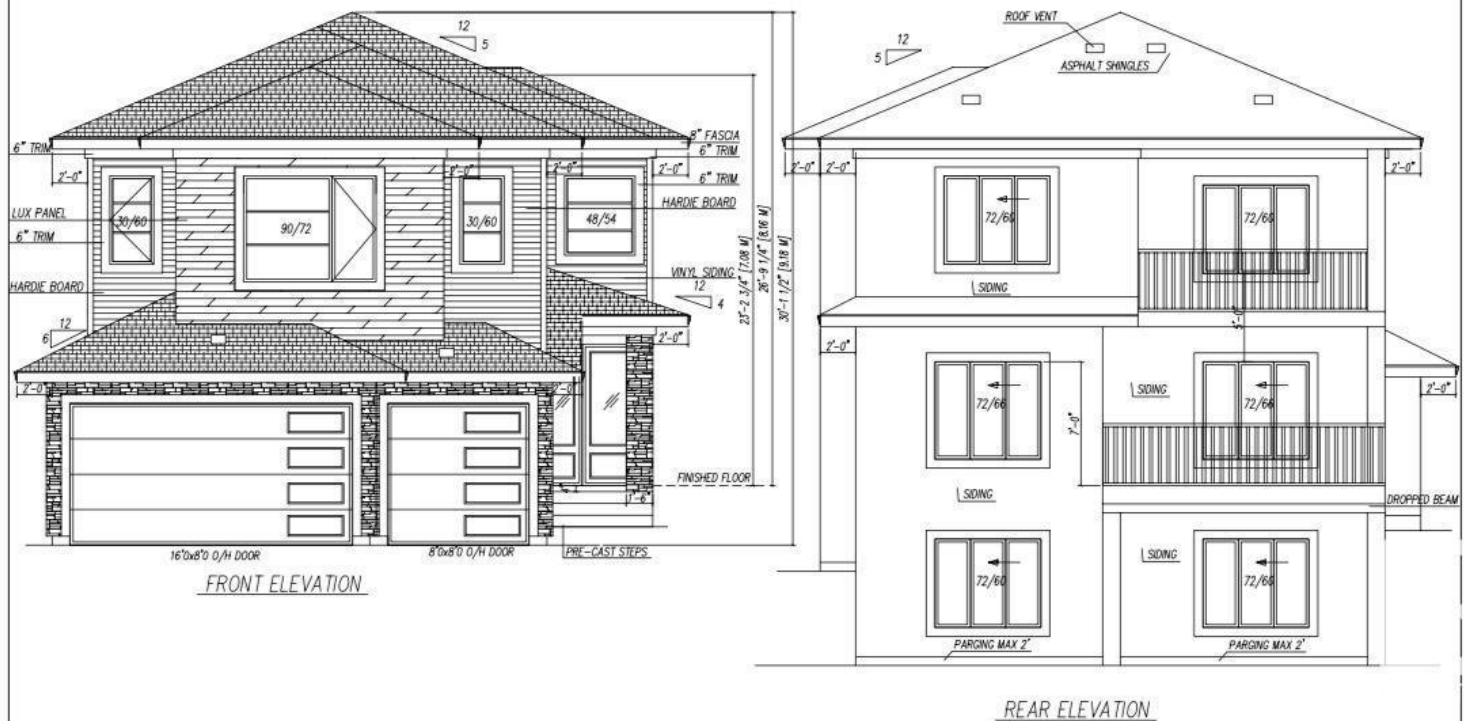 12
5
6" TRIM
2'-0"
LUX PANEL
6" TRIM
HARDIE BOARD
12
6
2'-0"
30/60
90/72
2'-0"
30/60
2'-0"
48/54
8" FASCIA
6" TRIM
2'-0"
6" TRIM
HARDIE BOARD
VINYL SIDING
12
4
2'-0"
2'-0"
23'-2 3/4" [7.08 M]
26'-9 1/4" [8.16 M]
30'-1 1/2" [9.18 M]
FINISHED FLOOR
1'-6"
16'0x8'0 O/H DOOR
8'0x8'0 O/H DOOR
PRE-CAST STEPS
FRONT ELEVATION
ROOF VENT
12
5
ASPHALT SHINGLES
2'-0"
2'-0"
2'-0"
72/60
72/60
SIDING
5'-0"
2'-0"
72/66
7'-0"
SIDING
72/66
2'-0"
SIDING
DROPPED BEAM
72/60
SIDING
72/60
PARGING MAX 2'
PARGING MAX 2'
REAR ELEVATION